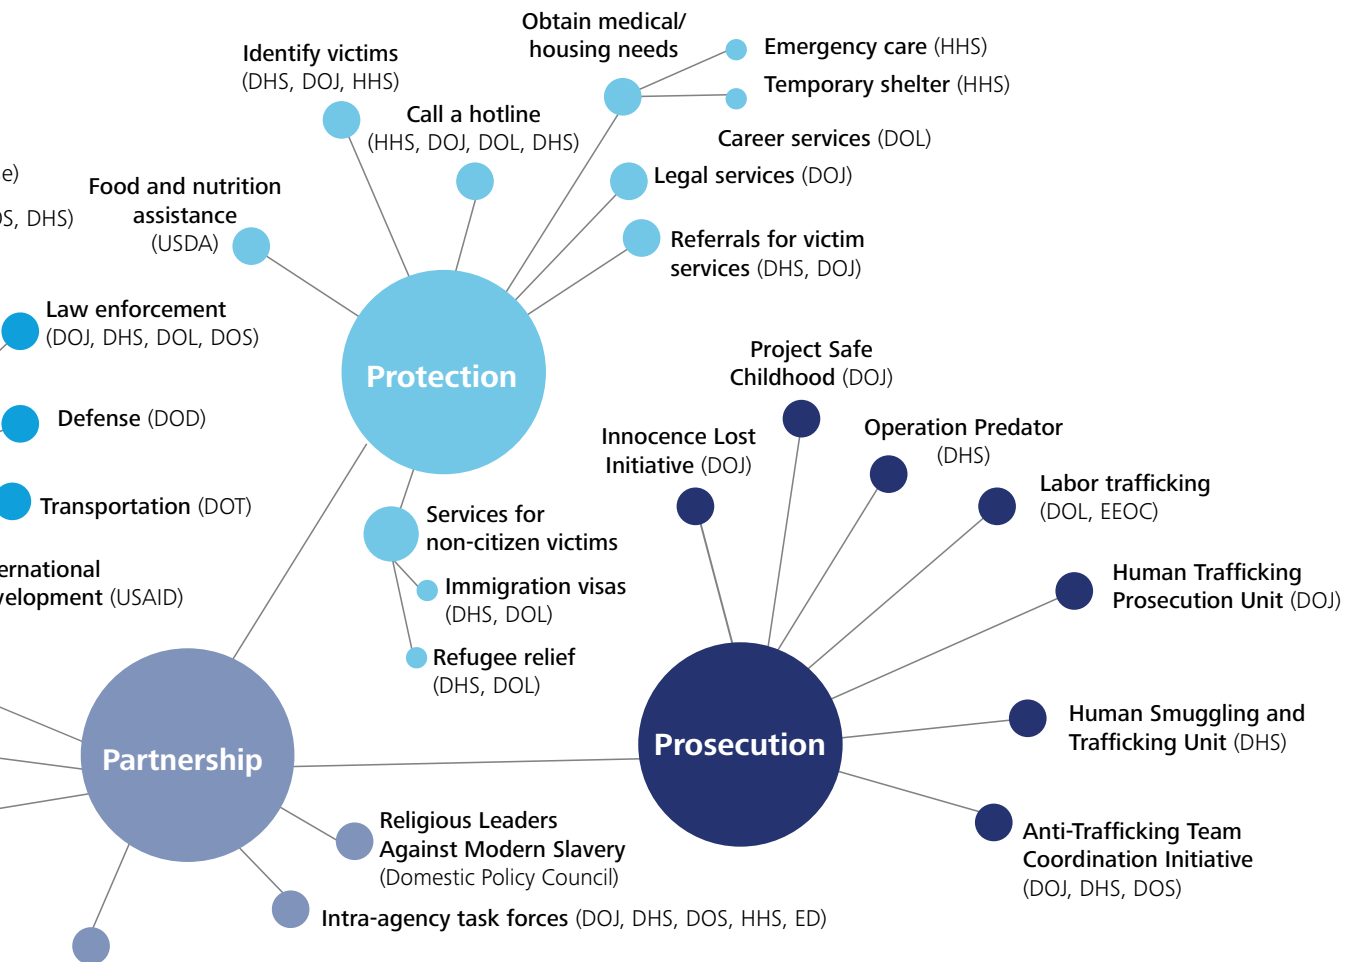 Obtain medical/
housing needs
Emergency care (HHS)
Temporary shelter (HHS)
Identify victims
(DHS, DOJ, HHS)
Call a hotline
(HHS, DOJ, DOL, DHS)
Career services (DOL)
Legal services (DOJ)
Referrals for victim
services (DHS, DOJ)
Food and nutrition
assistance
(USDA)
e)
S, DHS)
Law enforcement
(DOJ, DHS, DOL, DOS)
Defense (DOD)
Transportation (DOT)
ernational
velopment (USAID)
Protection
Services for
non-citizen victims
Immigration visas
(DHS, DOL)
Refugee relief
(DHS, DOL)
Project Safe
Childhood (DOJ)
Innocence Lost
Initiative (DOJ)
Operation Predator
(DHS)
Labor trafficking
(DOL, EEOC)
Human Trafficking
Prosecution Unit (DOJ)
Human Smuggling and
Trafficking Unit (DHS)
Anti-Trafficking Team
Coordination Initiative
(DOJ, DHS, DOS)
Prosecution
Partnership
Religious Leaders
Against Modern Slavery
(Domestic Policy Council)
Intra-agency task forces (DOJ, DHS, DOS, HHS, ED)